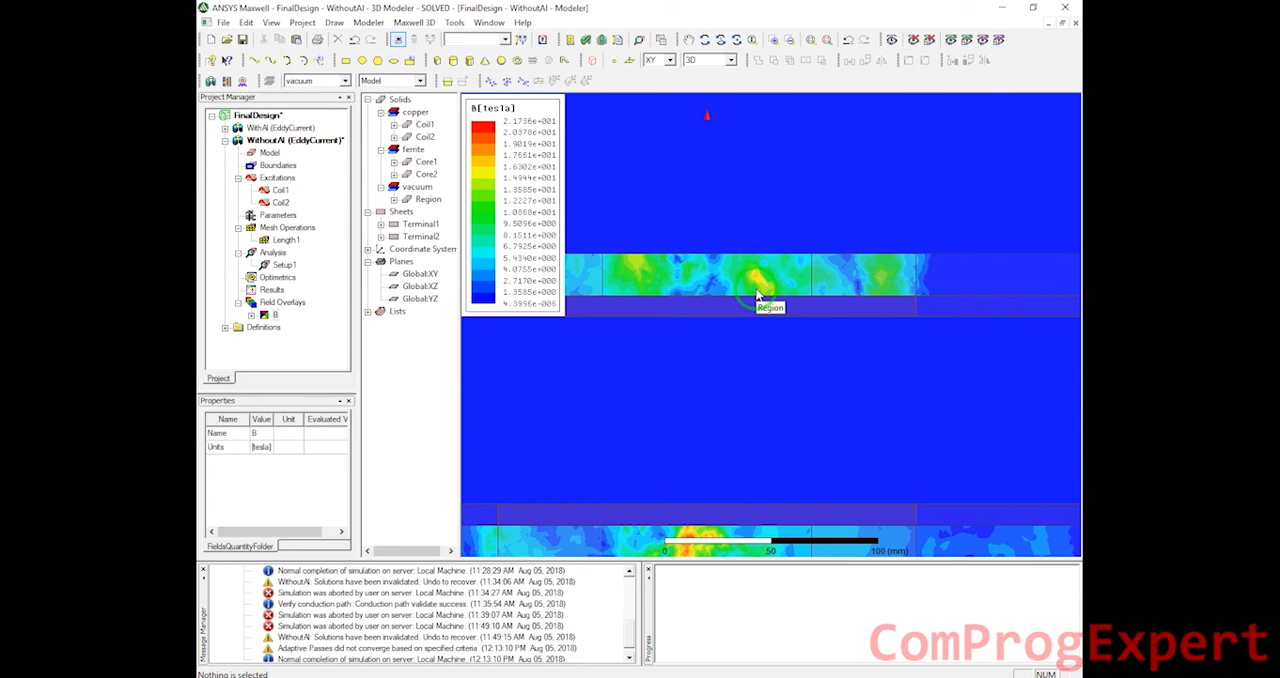 ANSYS Maxwell - FinalDesign - WithoutAl - 3D Modeler - SOLVED - [FinalDesign - WithoutAl - Modeler]
File Edit View Project Draw Modeler Maxwell 3D Tools Window Help
XY 3D
vacuum Model
Project Manager
FinalDesign*
WithAl (EddyCurrent)*
WithoutAl (EddyCurrent)*
Model
Boundaries
Excitations
Coil1
Coil2
Parameters
Mesh Operations
Length1
Analysis
Setup1
Optimetrics
Results
Field Overlays
B
Definitions
Project
Solids
copper
Coil1
Coil2
ferrite
Core1
Core2
vacuum
Region
Sheets
Terminal1
Terminal2
Coordinate System
Planes
Global:XY
Global:XZ
Global:YZ
Lists
B[tesla]
2.1736e+001
2.0378e+001
1.9019e+001
1.7661e+001
1.6302e+001
1.4944e+001
1.3585e+001
1.2227e+001
1.0868e+001
9.5096e+000
8.1511e+000
6.7925e+000
5.4340e+000
4.0755e+000
2.7170e+000
1.3585e+000
4.3996e-006
Region
0 50 100 (mm)
Properties
Name Value Unit Evaluated V
Name B
Units [tesla]
FieldsQuantityFolder
Normal completion of simulation on server: Local Machine. (11:28:29 AM Aug 05, 2018)
WithoutAl: Solutions have been invalidated. Undo to recover. (11:34:06 AM Aug 05, 2018)
Simulation was aborted by user on server: Local Machine. (11:34:27 AM Aug 05, 2018)
Verify conduction path: Conduction path validate success. (11:35:54 AM Aug 05, 2018)
Simulation was aborted by user on server: Local Machine. (11:39:07 AM Aug 05, 2018)
Simulation was aborted by user on server: Local Machine. (11:49:10 AM Aug 05, 2018)
WithoutAl: Solutions have been invalidated. Undo to recover. (11:49:15 AM Aug 05, 2018)
Adaptive Passes did not converge based on specified criteria. (12:13:10 PM Aug 05, 2018)
Normal completion of simulation on server: Local Machine. (12:13:10 PM Aug 05, 2018)
Message Manager
Progress
Nothing is selected
NUM
ComProgExpert